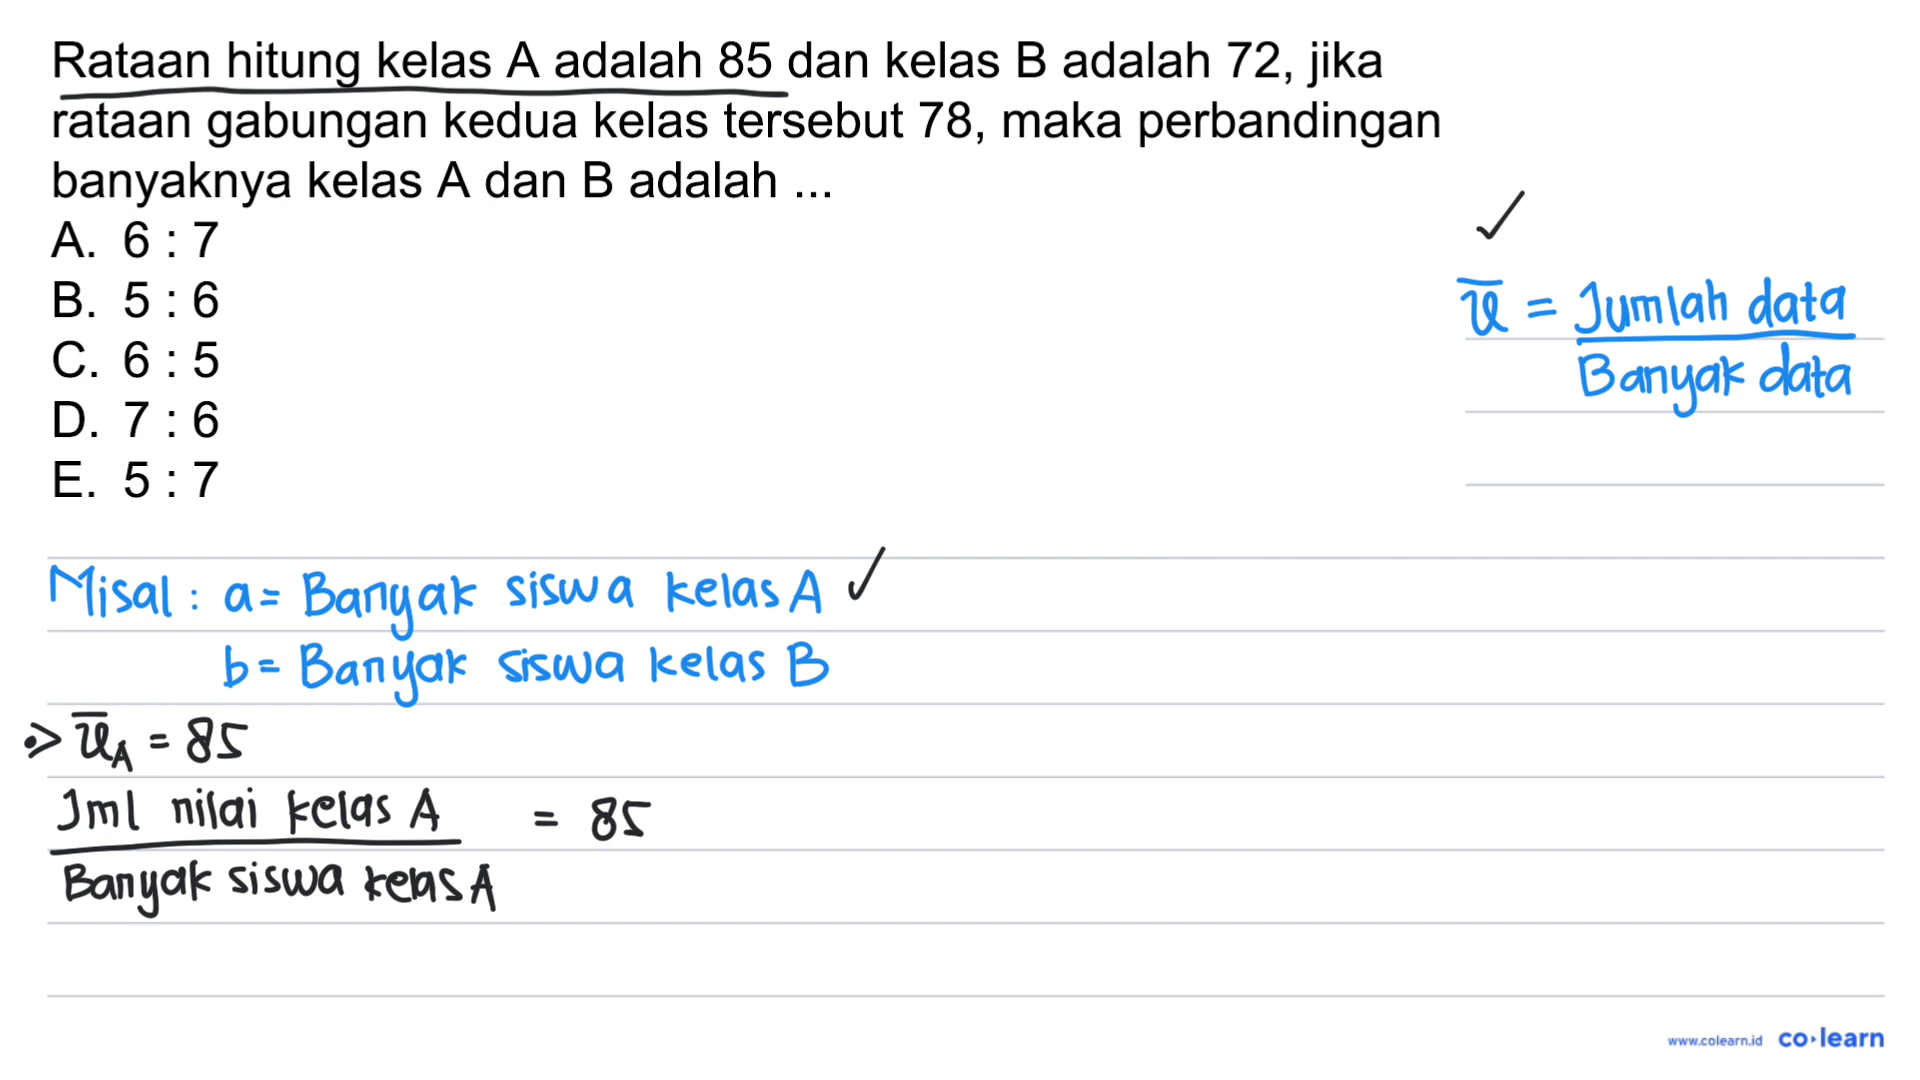 Rataan hitung kelas A adalah 85 dan kelas B adalah 72, jika
rataan gabungan kedua kelas tersebut 78, maka perbandingan
banyaknya kelas A dan B adalah ...
A. 6 : 7
B. 5 : 6
C. 6 : 5
D. 7 : 6
E. 5 : 7
x̄ = Jumlah data
Banyak data
Misal : a = Banyak siswa kelas A ✓
b = Banyak siswa kelas B
•> x̄_A = 85
Jml nilai kelas A = 85
Banyak siswa kelas A
www.colearn.id co learn